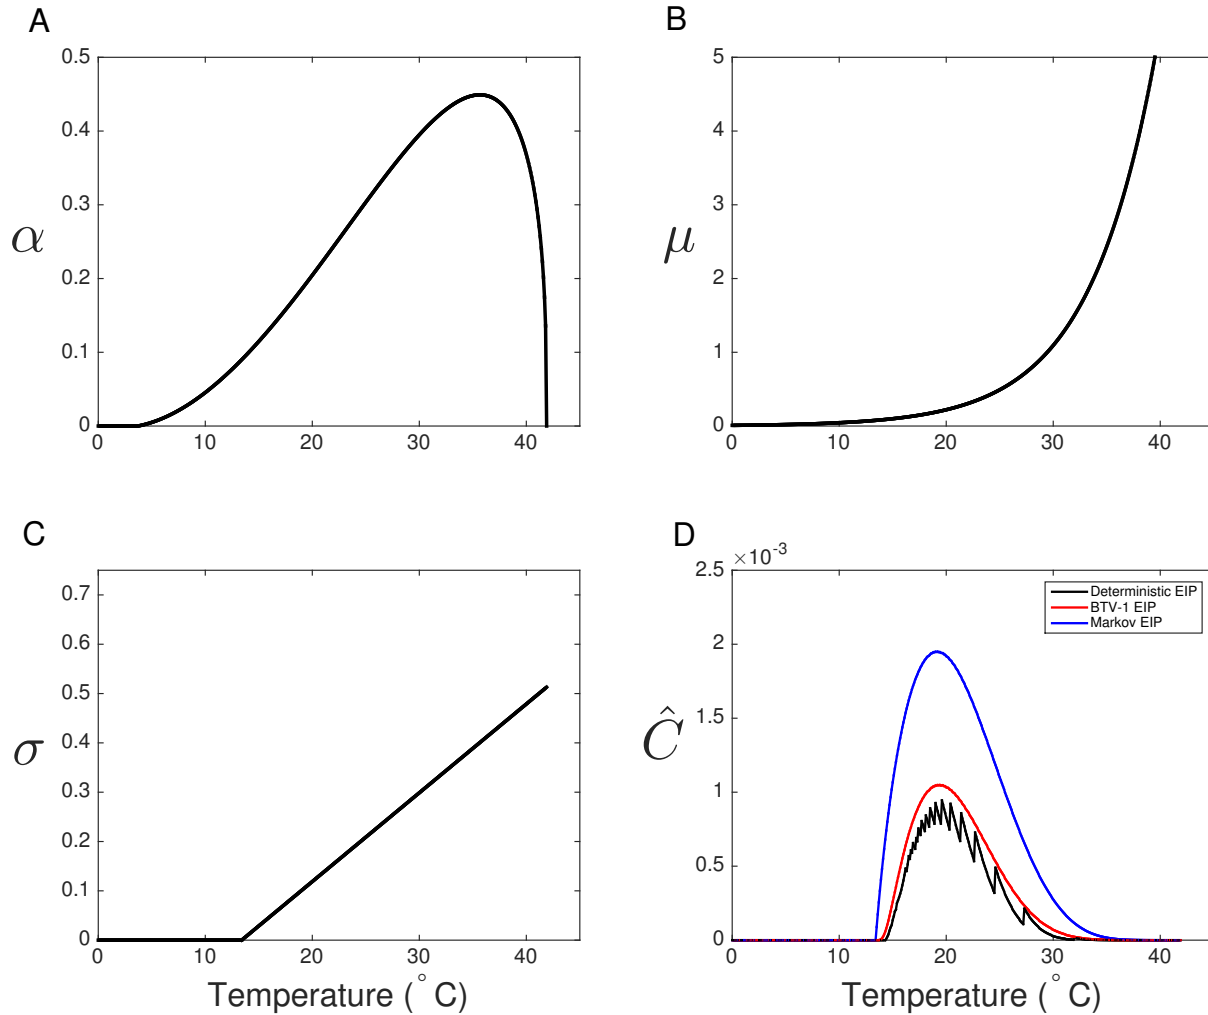 A
0.5
0.4
0.3
0.2
0.1
0
0 10 20 30 40
α
B
5
4
3
2
1
0
0 10 20 30 40
μ
C
0.7
0.6
0.5
0.4
0.3
0.2
0.1
0
0 10 20 30 40
σ
Temperature (° C)
D
×10-3
2.5
2
1.5
1
0.5
0
0 10 20 30 40
Ĉ
Deterministic EIP
BTV-1 EIP
Markov EIP
Temperature (° C)